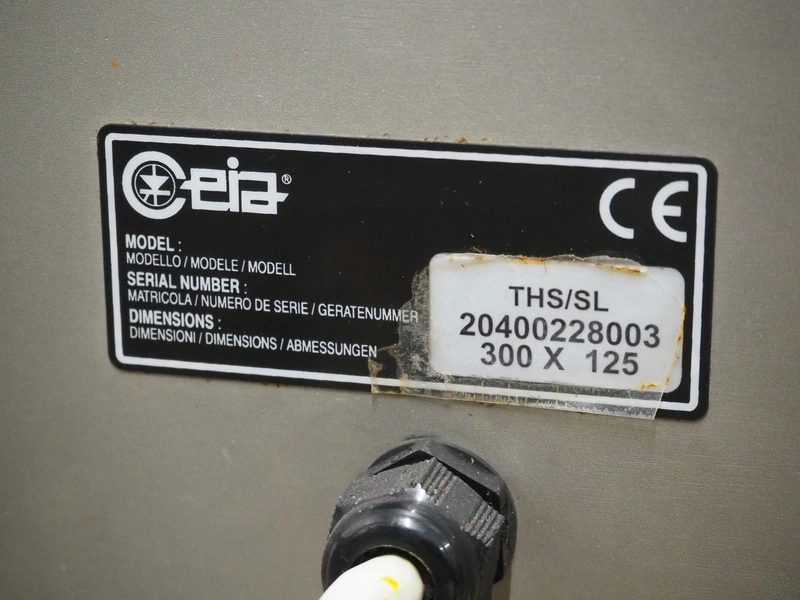 Ceia®
CE
MODEL :
MODELLO / MODELE / MODELL
SERIAL NUMBER :
MATRICOLA / NUMERO DE SERIE / GERATENUMMER
DIMENSIONS :
DIMENSIONI / DIMENSIONS / ABMESSUNGEN
THS/SL
20400228003
300 X 125